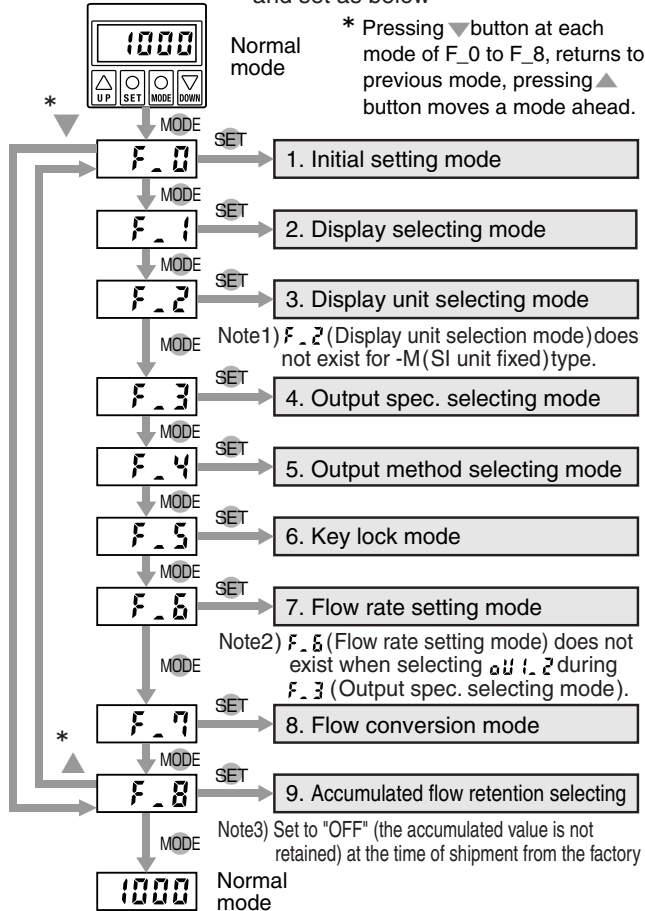 and set as below
1000
Normal
mode
UP SET MODE DOWN
* Pressing ▼button at each
mode of F_0 to F_8, returns to
previous mode, pressing▲
button moves a mode ahead.
*
MODE
F_0
SET
1. Initial setting mode
MODE
F_1
SET
2. Display selecting mode
MODE
F_2
SET
3. Display unit selecting mode
Note1) F_2(Display unit selection mode)does
not exist for -M(SI unit fixed)type.
MODE
F_3
SET
4. Output spec. selecting mode
MODE
F_4
SET
5. Output method selecting mode
MODE
F_5
SET
6. Key lock mode
MODE
F_6
SET
7. Flow rate setting mode
Note2) F_6(Flow rate setting mode) does not
exist when selecting oU1_2 during
F_3 (Output spec. selecting mode).
MODE
F_7
SET
8. Flow conversion mode
*
MODE
F_8
SET
9. Accumulated flow retention selecting
Note3) Set to "OFF" (the accumulated value is not
retained) at the time of shipment from the factory
MODE
1000
Normal
mode